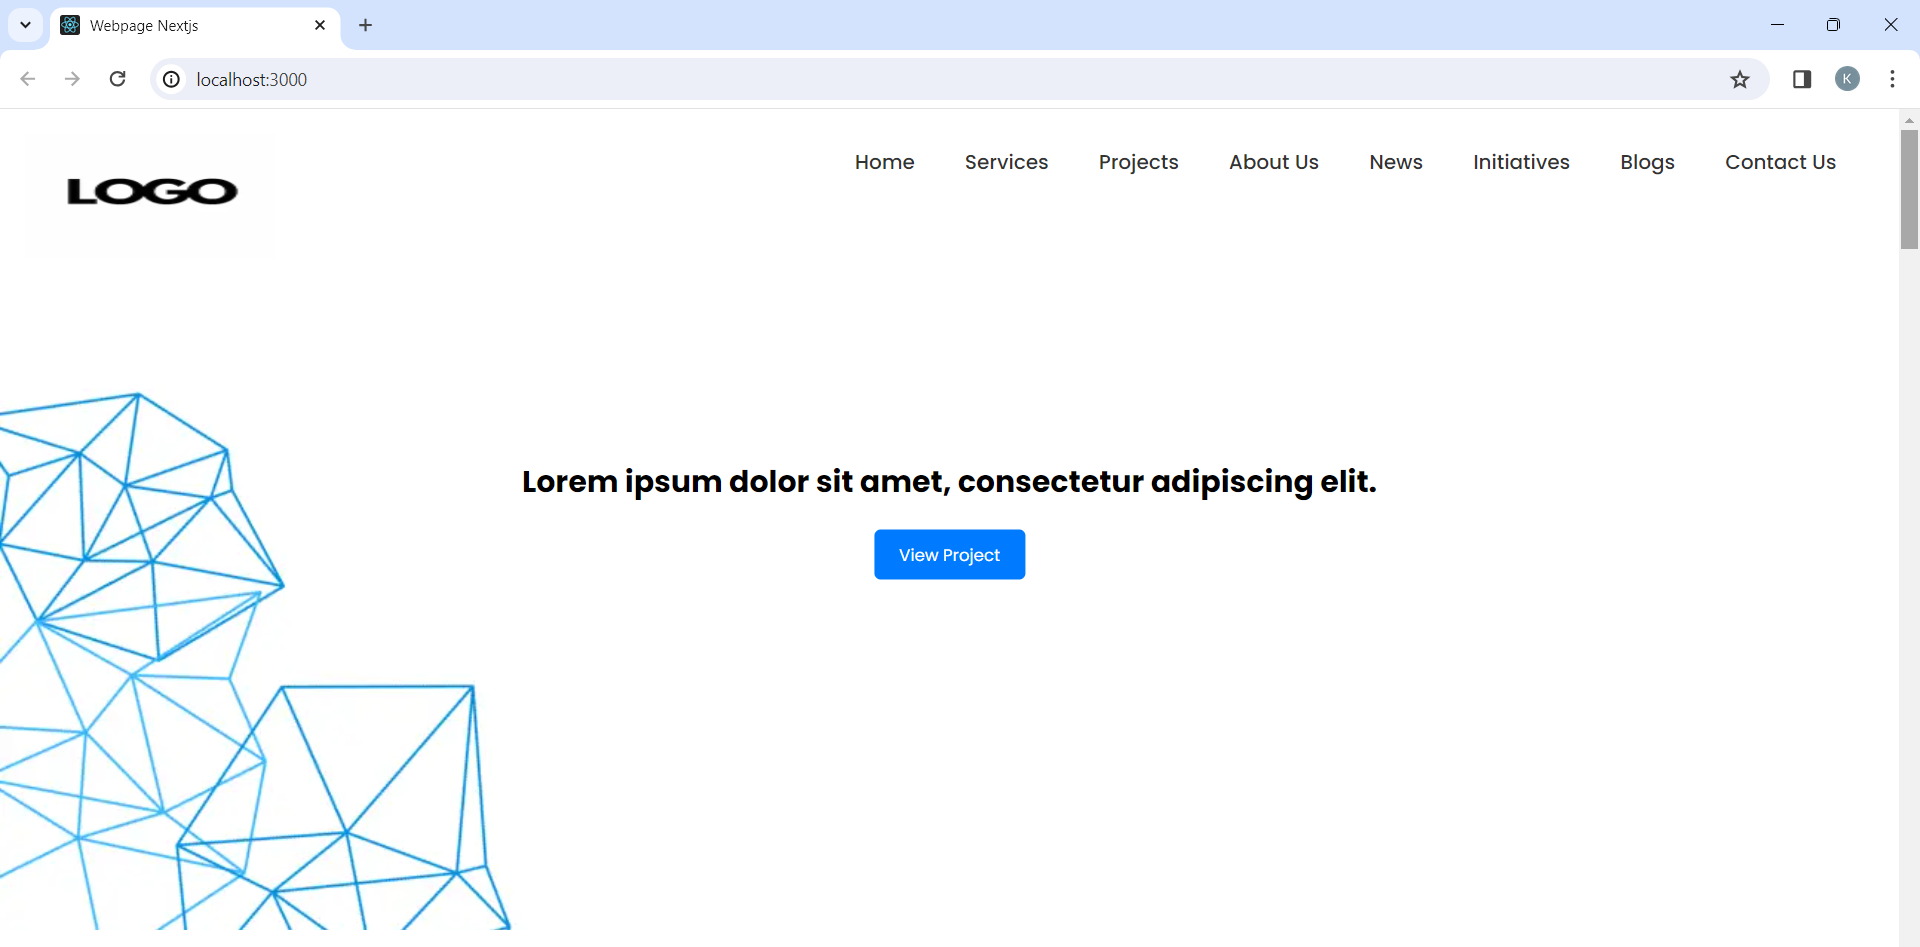 Webpage Nextjs
localhost:3000
K
LOGO
Home Services Projects About Us News Initiatives Blogs Contact Us
Lorem ipsum dolor sit amet, consectetur adipiscing elit.
View Project